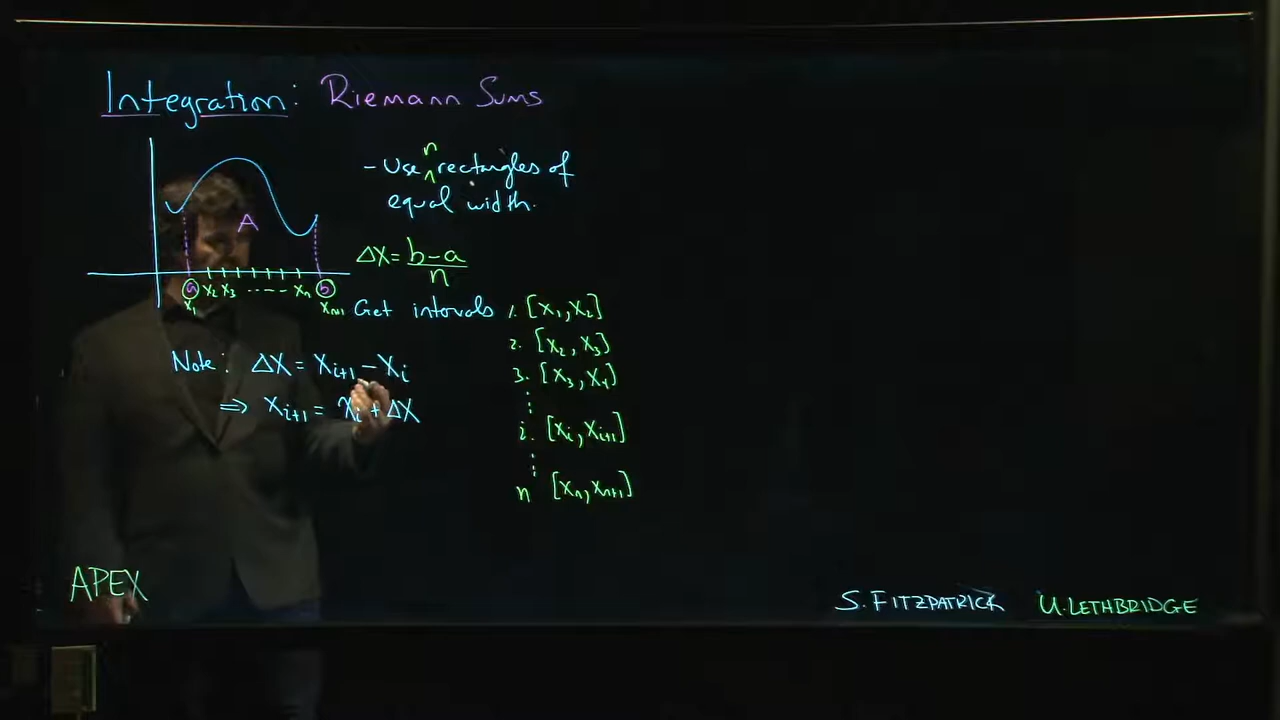 Integration: Riemann Sums
- Use n rectangles of
equal width.
A
ΔX = b-a / n
a x₂ x₃ ----- xₙ b
x₁ xₙ₊₁
Get intervals 1. [x₁, x₂]
2. [x₂, x₃]
3. [x₃, x₄]
⋮
i. [xᵢ, xᵢ₊₁]
⋮
n [xₙ, xₙ₊₁]
Note: ΔX = Xᵢ₊₁ - Xᵢ
⇒ Xᵢ₊₁ = Xᵢ + ΔX
APEX
S. FITZPATRICK U. LETHBRIDGE